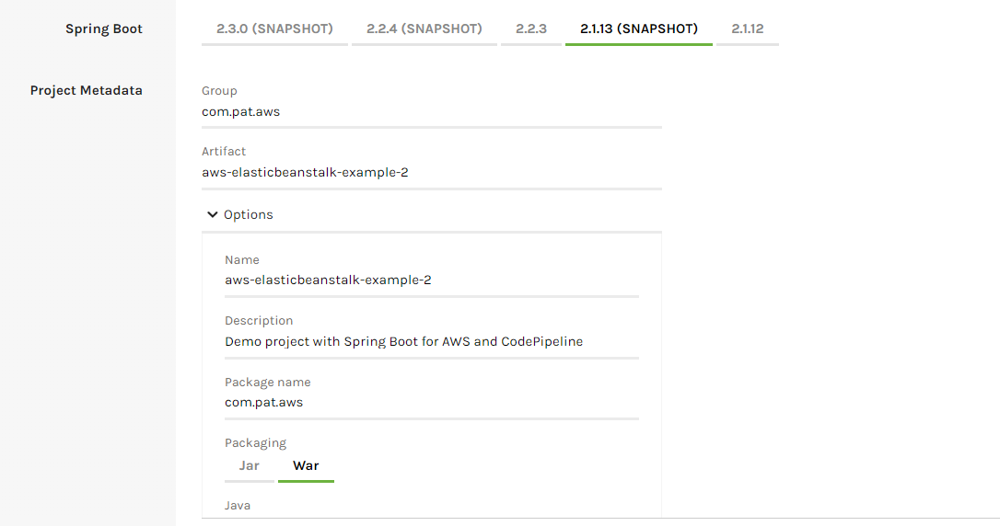 Spring Boot
2.3.0 (SNAPSHOT) 2.2.4 (SNAPSHOT) 2.2.3 2.1.13 (SNAPSHOT) 2.1.12
Project Metadata
Group
com.pat.aws
Artifact
aws-elasticbeanstalk-example-2
Options
Name
aws-elasticbeanstalk-example-2
Description
Demo project with Spring Boot for AWS and CodePipeline
Package name
com.pat.aws
Packaging
Jar War
Java